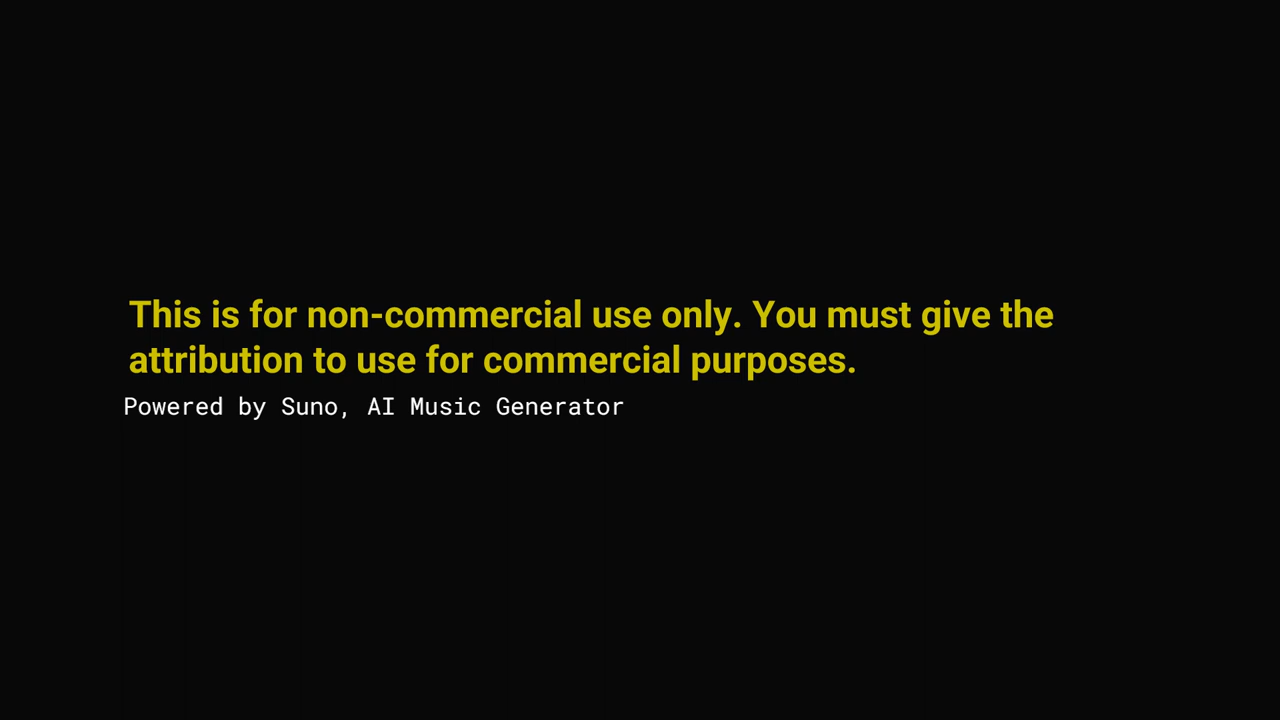 This is for non-commercial use only. You must give the
attribution to use for commercial purposes.
Powered by Suno, AI Music Generator